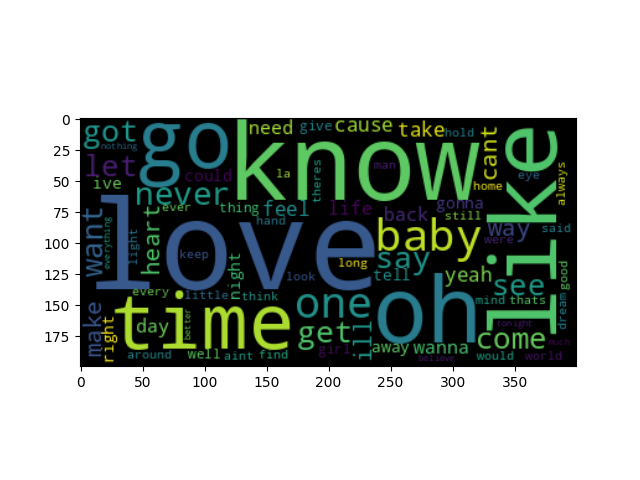 0
25
50
75
100
125
150
175
0 50 100 150 200 250 300 350
got
nothing
go
need
give
cause
take
hold
cant
like
let
ive
could
know
la
theres
man
home
eye
always
never
thing
feel
life
back
gonna
still
were
way
said
want
everything
light
heart
ever
love
keep
hand
look
long
baby
say
tell
yeah
see
good
every
little
night
think
time
one
oh
mind
thats
dream
make
right
day
better
get
girl
ill
tonight
come
much
around
well
aint
find
away
wanna
believe
would
world